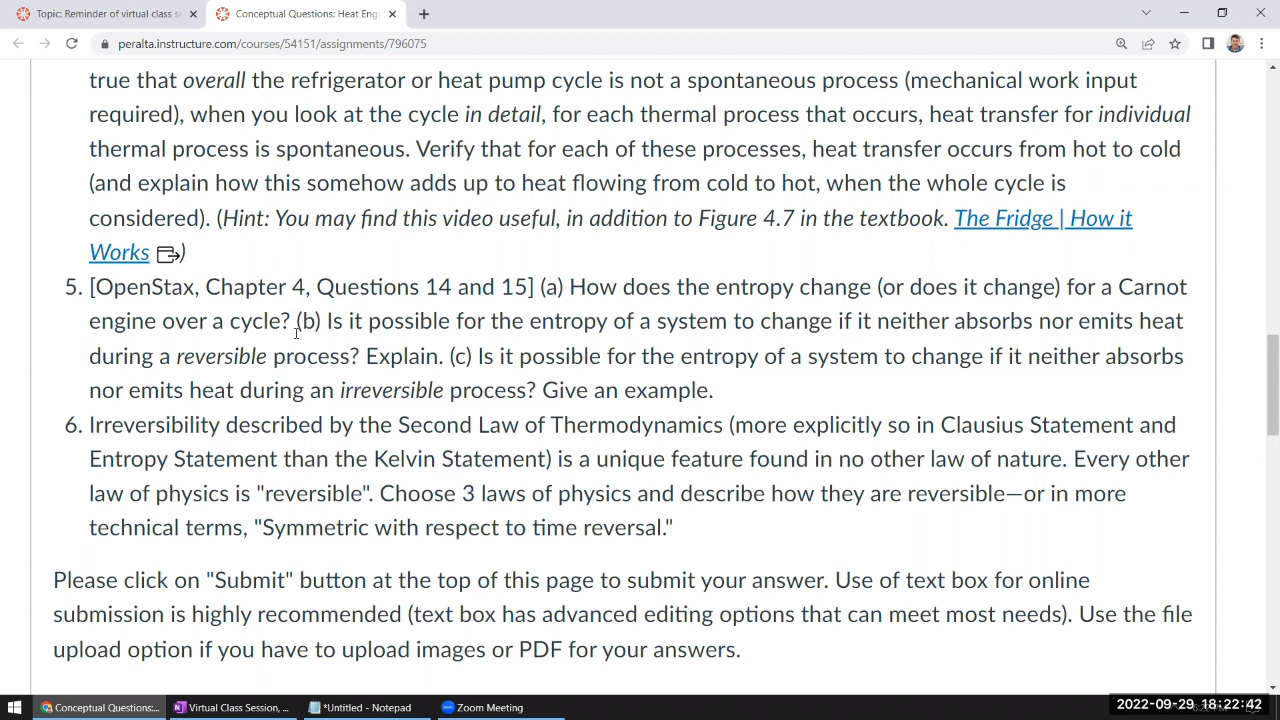 Topic: Reminder of virtual class se
Conceptual Questions: Heat Engi
peralta.instructure.com/courses/54151/assignments/796075
true that overall the refrigerator or heat pump cycle is not a spontaneous process (mechanical work input
required), when you look at the cycle in detail, for each thermal process that occurs, heat transfer for individual
thermal process is spontaneous. Verify that for each of these processes, heat transfer occurs from hot to cold
(and explain how this somehow adds up to heat flowing from cold to hot, when the whole cycle is
considered). (Hint: You may find this video useful, in addition to Figure 4.7 in the textbook. The Fridge | How it
Works )
5. [OpenStax, Chapter 4, Questions 14 and 15] (a) How does the entropy change (or does it change) for a Carnot
engine over a cycle? (b) Is it possible for the entropy of a system to change if it neither absorbs nor emits heat
during a reversible process? Explain. (c) Is it possible for the entropy of a system to change if it neither absorbs
nor emits heat during an irreversible process? Give an example.
6. Irreversibility described by the Second Law of Thermodynamics (more explicitly so in Clausius Statement and
Entropy Statement than the Kelvin Statement) is a unique feature found in no other law of nature. Every other
law of physics is "reversible". Choose 3 laws of physics and describe how they are reversible—or in more
technical terms, "Symmetric with respect to time reversal."
Please click on "Submit" button at the top of this page to submit your answer. Use of text box for online
submission is highly recommended (text box has advanced editing options that can meet most needs). Use the file
upload option if you have to upload images or PDF for your answers.
Conceptual Questions:...
Virtual Class Session, ...
*Untitled - Notepad
Zoom Meeting
2022-09-29 18:22:42